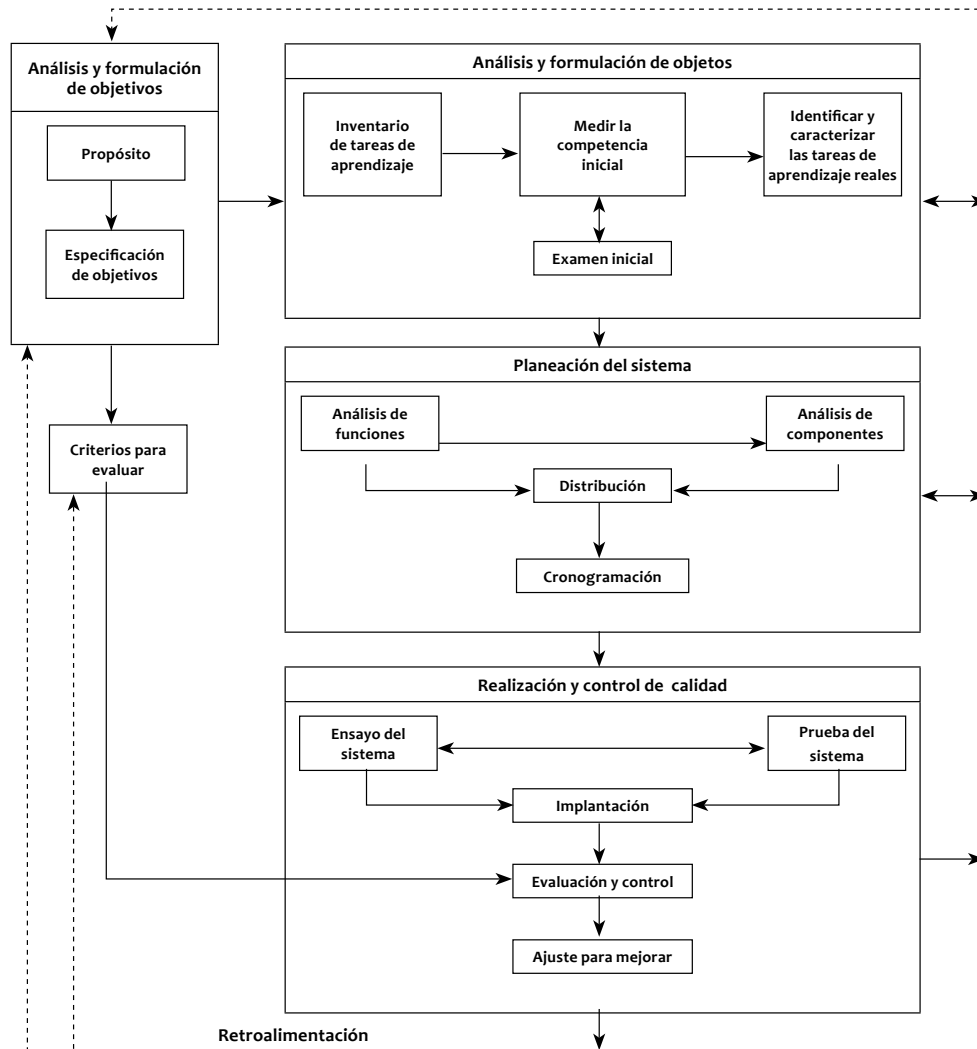 Análisis y formulación
de objetivos
Propósito
Especificación
de objetivos
Criterios para
evaluar
Análisis y formulación de objetos
Inventario
de tareas de
aprendizaje
Medir la
competencia
inicial
Identificar y
caracterizar
las tareas de
aprendizaje reales
Examen inicial
Planeación del sistema
Análisis de
funciones
Análisis de
componentes
Distribución
Cronogramación
Realización y control de calidad
Ensayo del
sistema
Prueba del
sistema
Implantación
Evaluación y control
Ajuste para mejorar
Retroalimentación